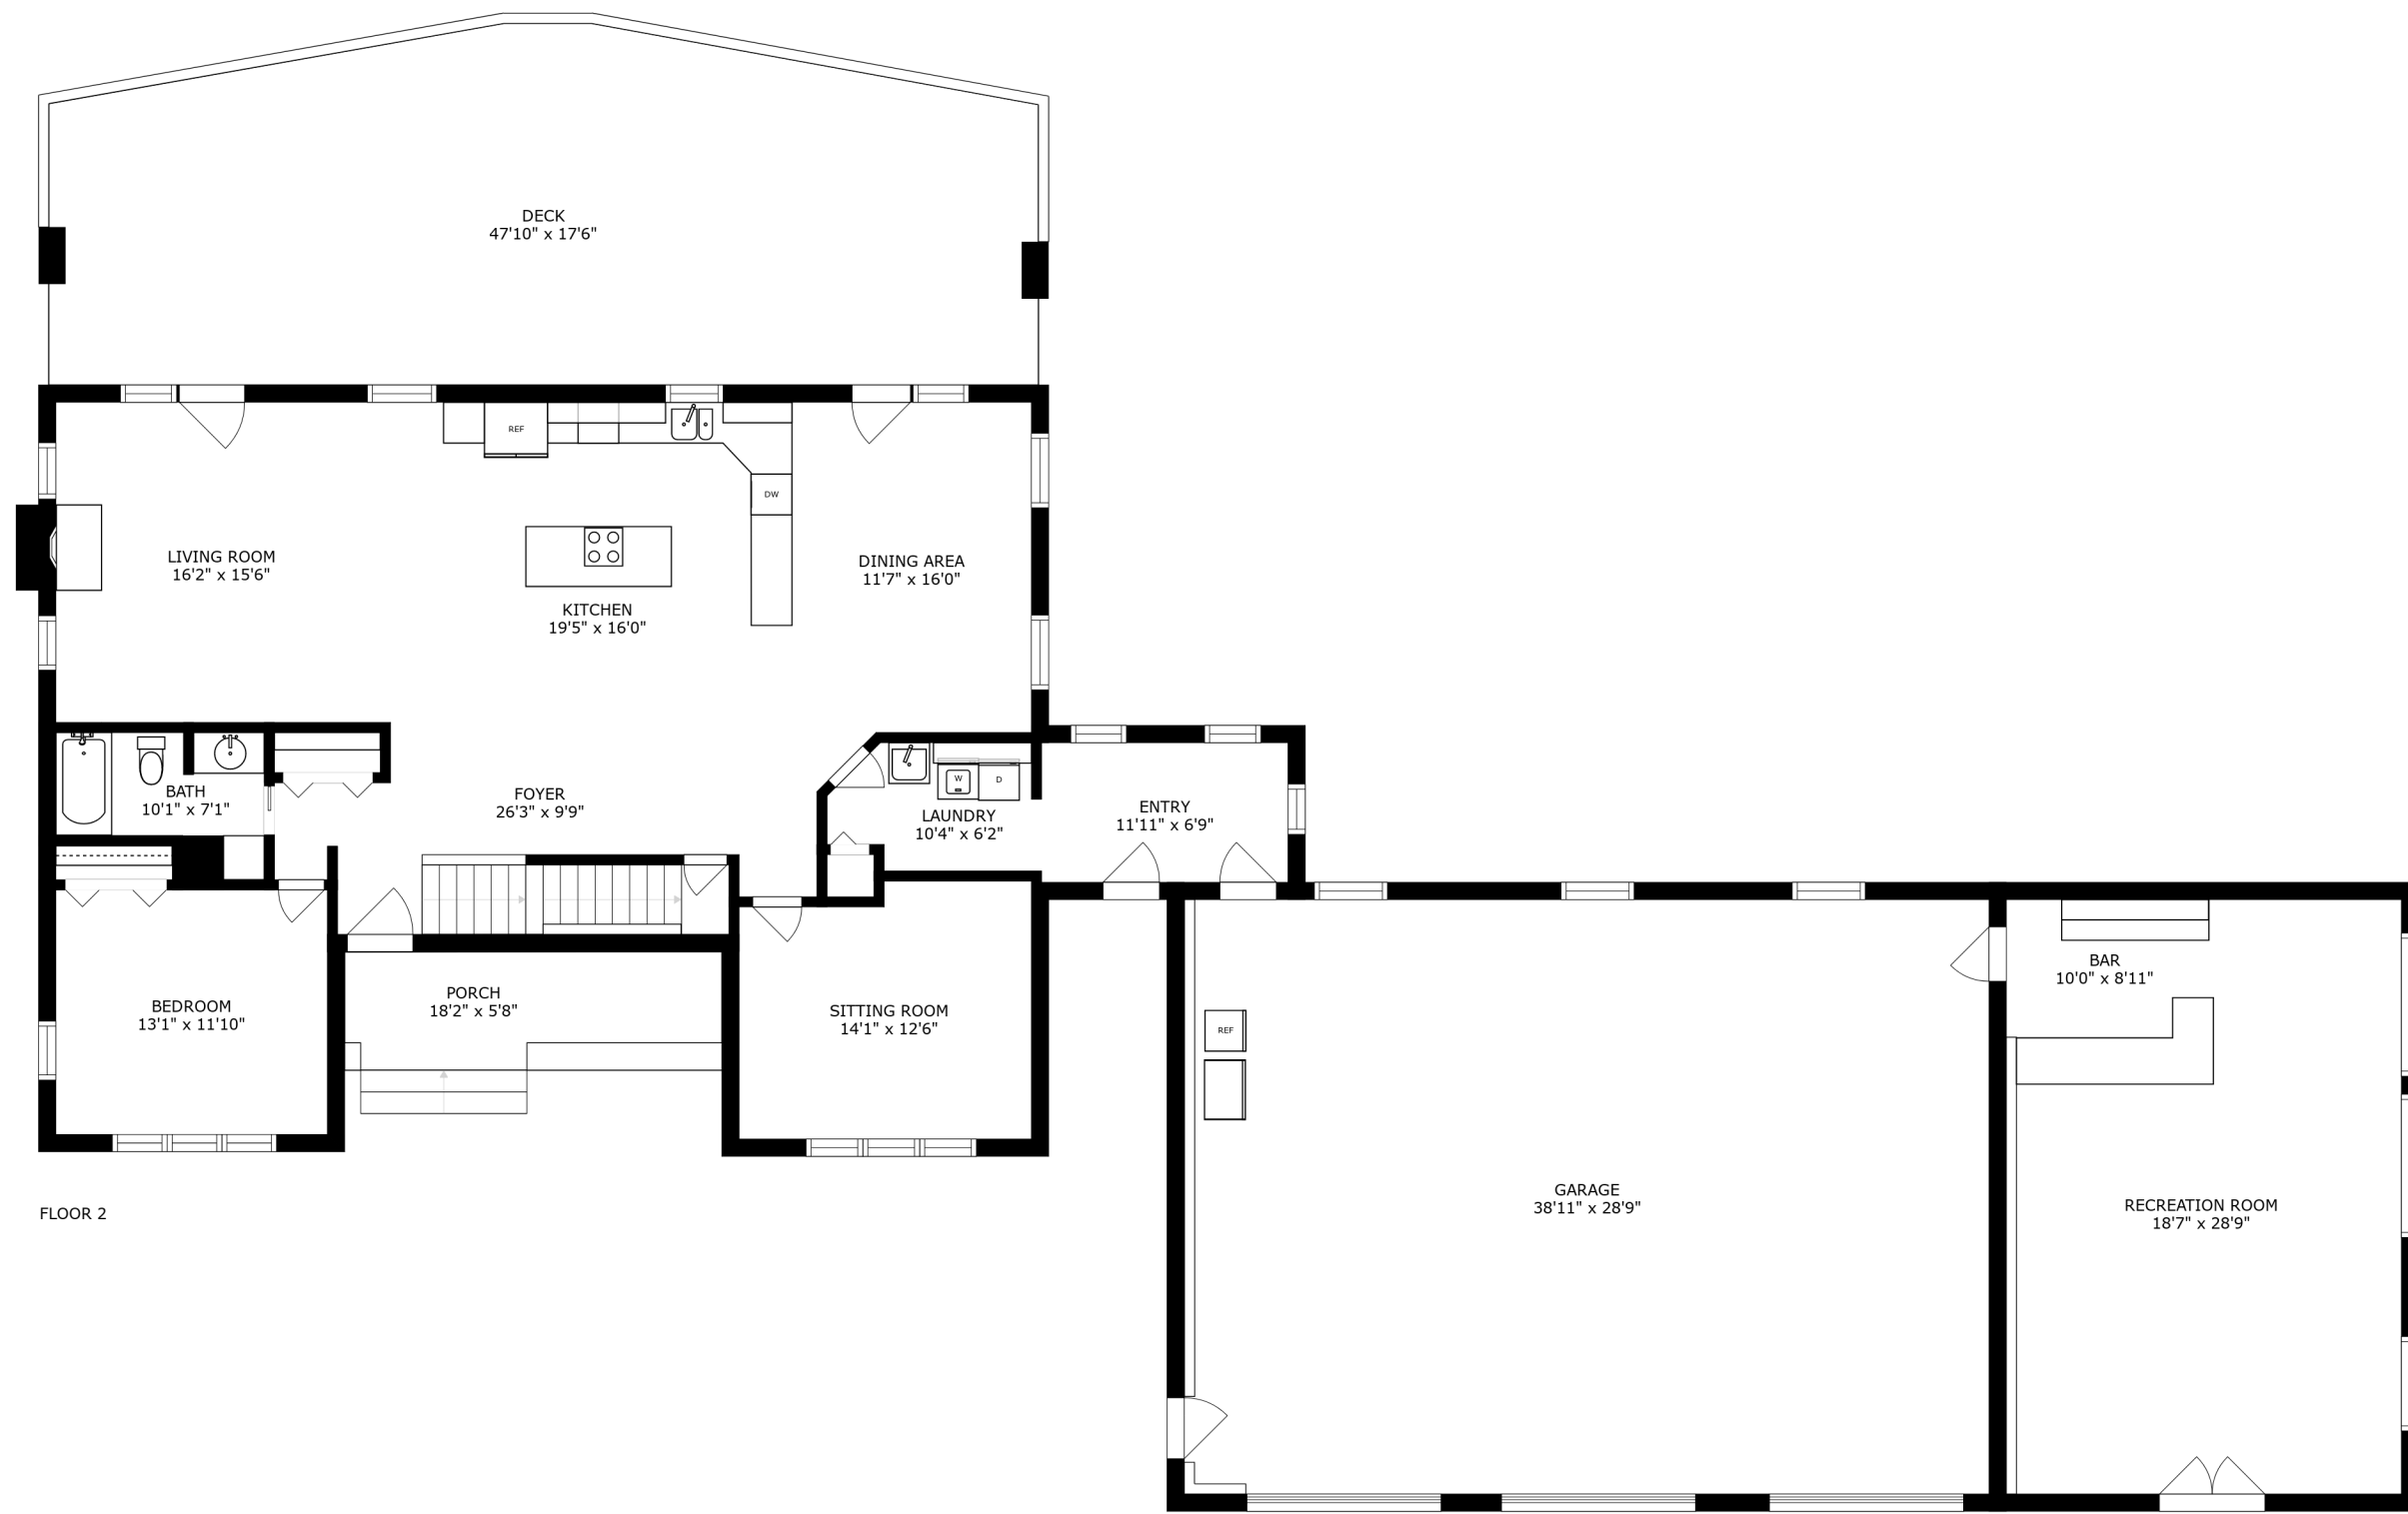 DECK
47'10" x 17'6"
REF
DW
LIVING ROOM
16'2" x 15'6"
DINING AREA
11'7" x 16'0"
KITCHEN
19'5" x 16'0"
BATH
10'1" x 7'1"
FOYER
26'3" x 9'9"
W
D
LAUNDRY
10'4" x 6'2"
ENTRY
11'11" x 6'9"
BAR
10'0" x 8'11"
BEDROOM
13'1" x 11'10"
PORCH
18'2" x 5'8"
SITTING ROOM
14'1" x 12'6"
REF
GARAGE
38'11" x 28'9"
RECREATION ROOM
18'7" x 28'9"
FLOOR 2